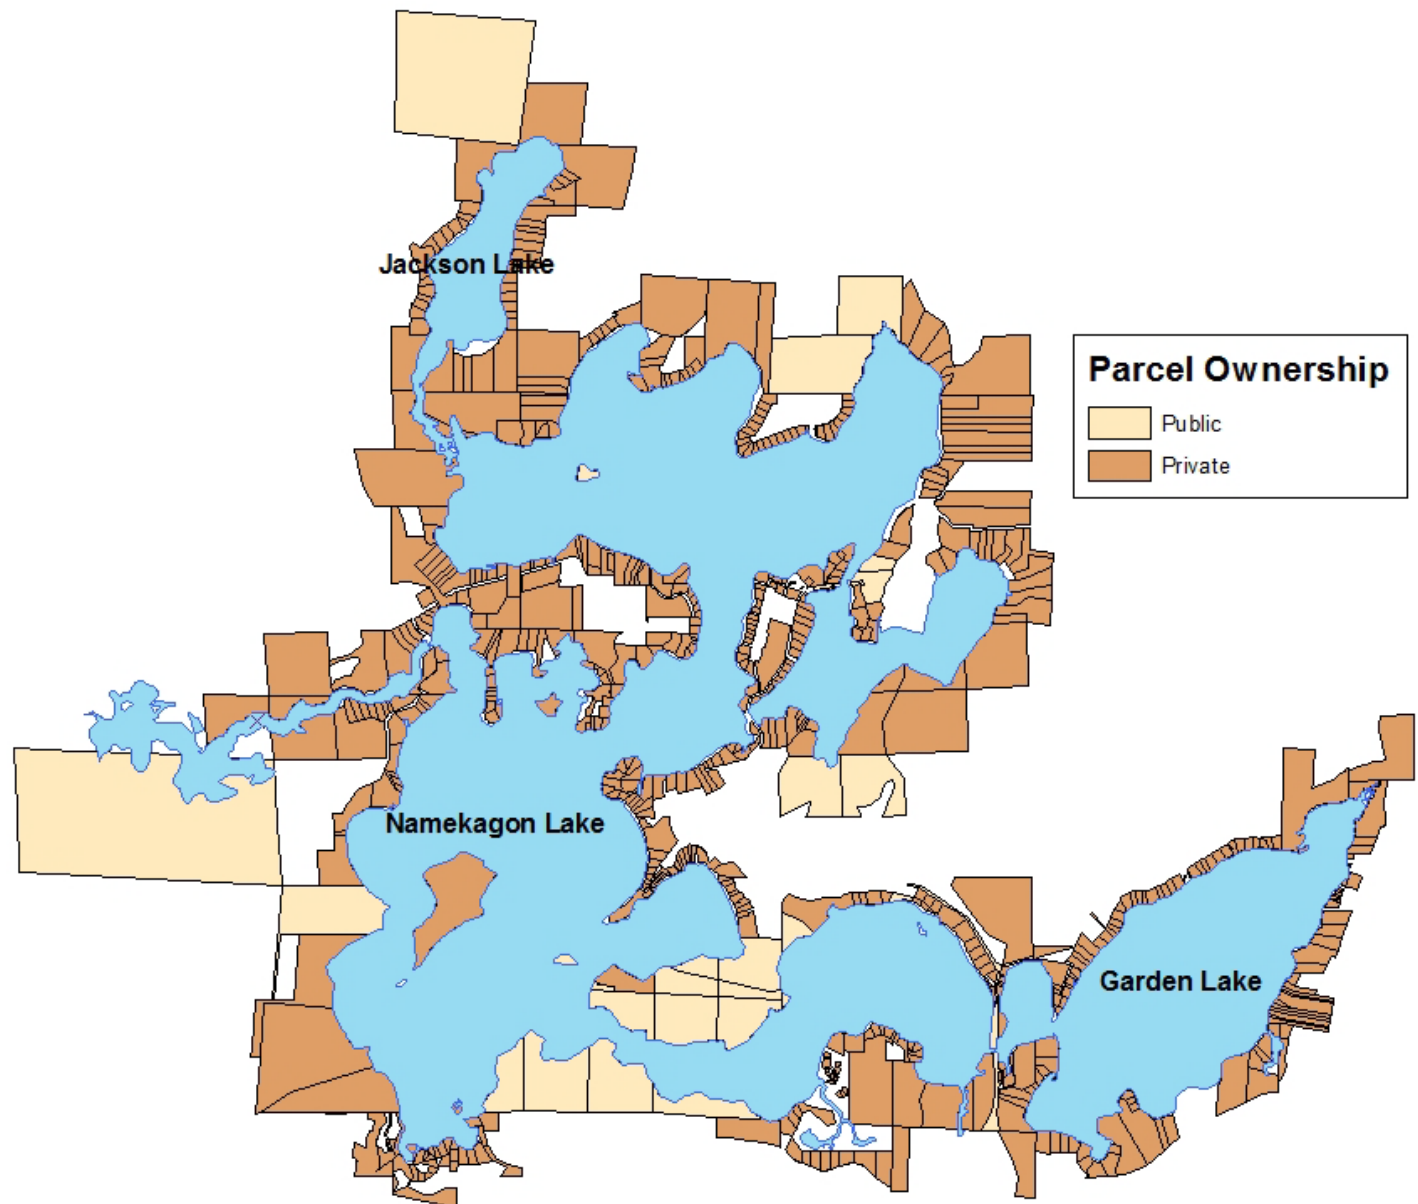 Jackson Lake
Parcel Ownership
Public
Private
Namekagon Lake
Garden Lake